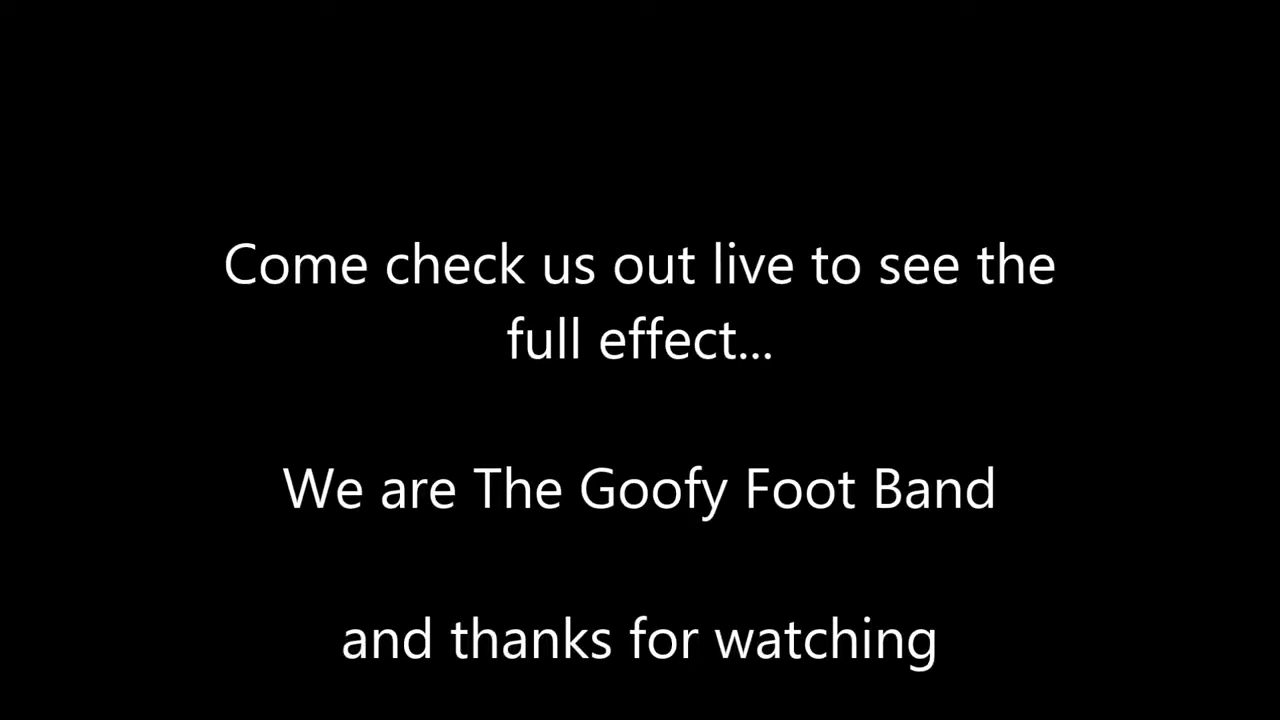 Come check us out live to see the
full effect...
We are The Goofy Foot Band
and thanks for watching